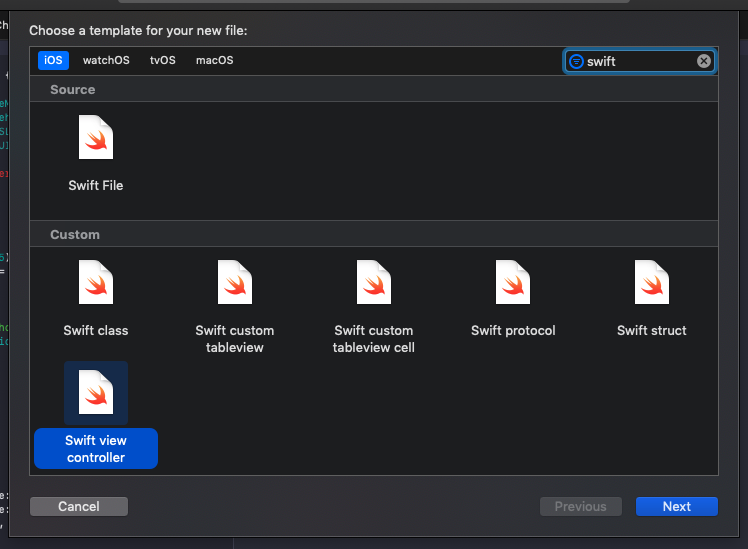 Choose a template for your new file:
iOS watchOS tvOS macOS swift
Source
Swift File
Custom
Swift class
Swift custom
tableview
Swift custom
tableview cell
Swift protocol
Swift struct
Swift view
controller
Cancel Previous Next